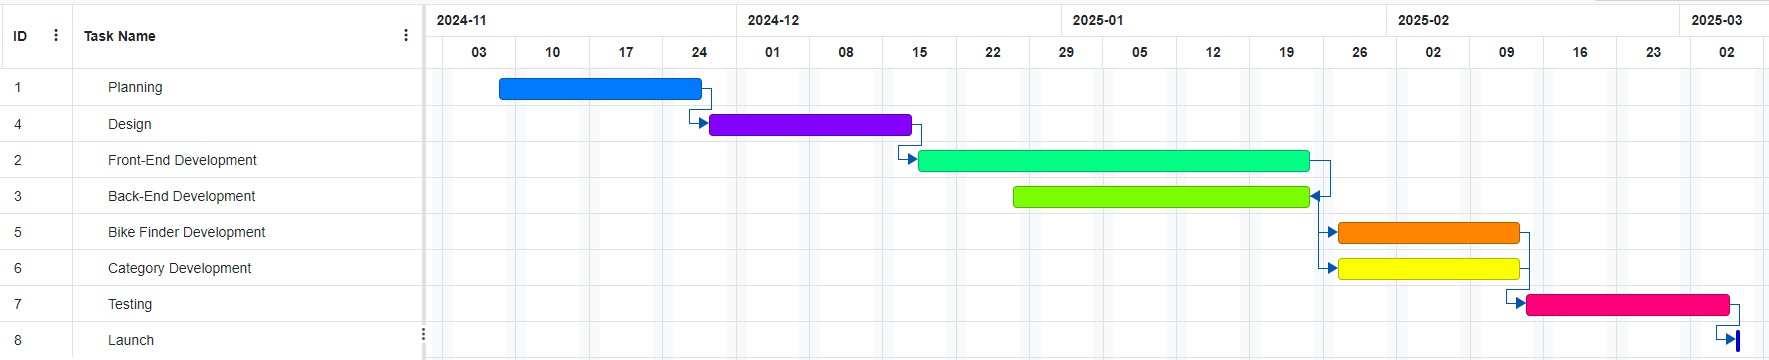 2024-11 2024-12 2025-01 2025-02 2025-03
ID Task Name
03 10 17 24 01 08 15 22 29 05 12 19 26 02 09 16 23 02
1 Planning
4 Design
2 Front-End Development
3 Back-End Development
5 Bike Finder Development
6 Category Development
7 Testing
8 Launch